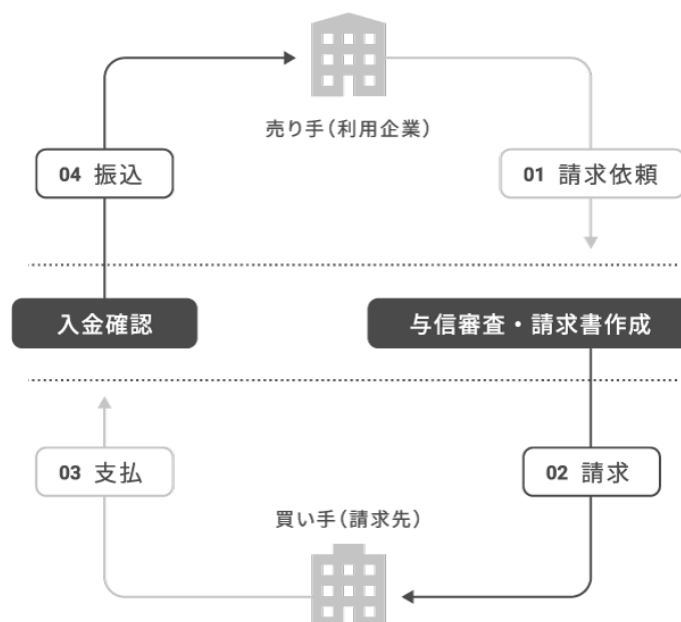 売り手（利用企業）
04 振込
01 請求依頼
入金確認
与信審査・請求書作成
03 支払
02 請求
買い手（請求先）